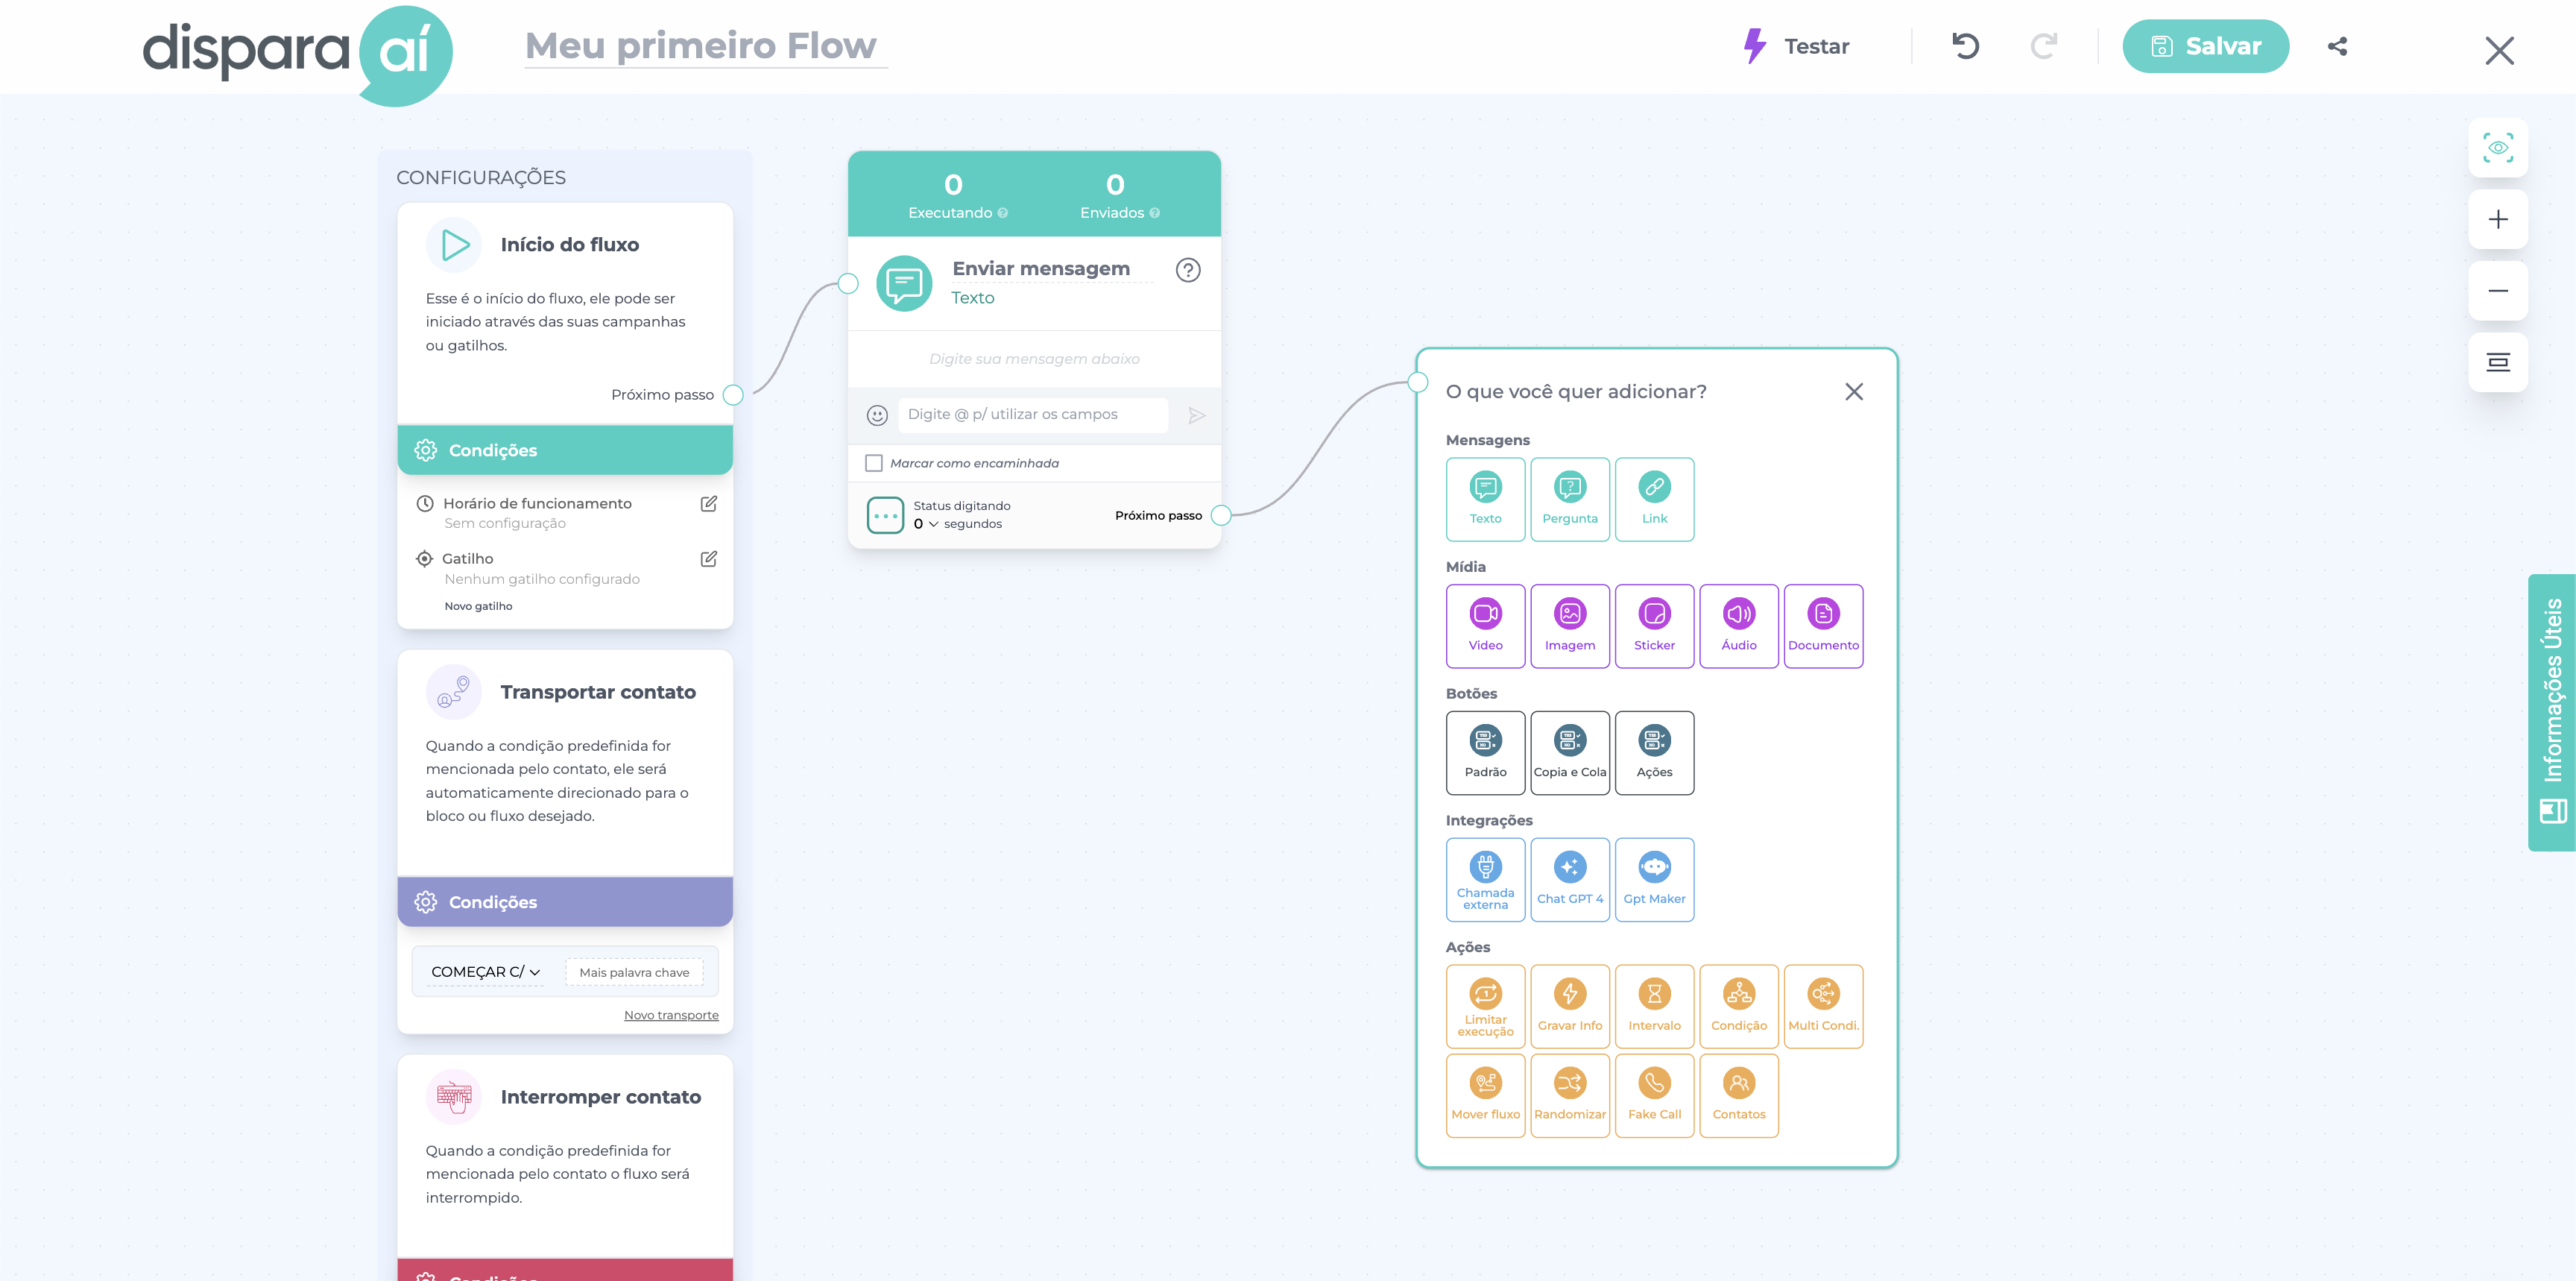 dispara aí
Meu primeiro Flow
Testar
Salvar
CONFIGURAÇÕES
Início do fluxo
Esse é o início do fluxo, ele pode ser
iniciado através das suas campanhas
ou gatilhos.
Próximo passo
Condições
Horário de funcionamento
Sem configuração
Gatilho
Nenhum gatilho configurado
Novo gatilho
Transportar contato
Quando a condição predefinida for
mencionada pelo contato, ele será
automaticamente direcionado para o
bloco ou fluxo desejado.
Condições
COMEÇAR C/
Mais palavra chave
Novo transporte
Interromper contato
Quando a condição predefinida for
mencionada pelo contato o fluxo será
interrompido.
Condições
0 0
Executando Enviados
Enviar mensagem
Texto
Digite sua mensagem abaixo
Digite @ p/ utilizar os campos
Marcar como encaminhada
Status digitando
0 segundos
Próximo passo
O que você quer adicionar?
Mensagens
Texto Pergunta Link
Mídia
Video Imagem Sticker Áudio Documento
Botões
Padrão Copia e Cola Ações
Integrações
Chamada
externa
Chat GPT 4
Gpt Maker
Ações
Limitar
execução
Gravar Info
Intervalo
Condição
Multi Condi.
Mover fluxo Randomizar Fake Call Contatos
Informações Úteis